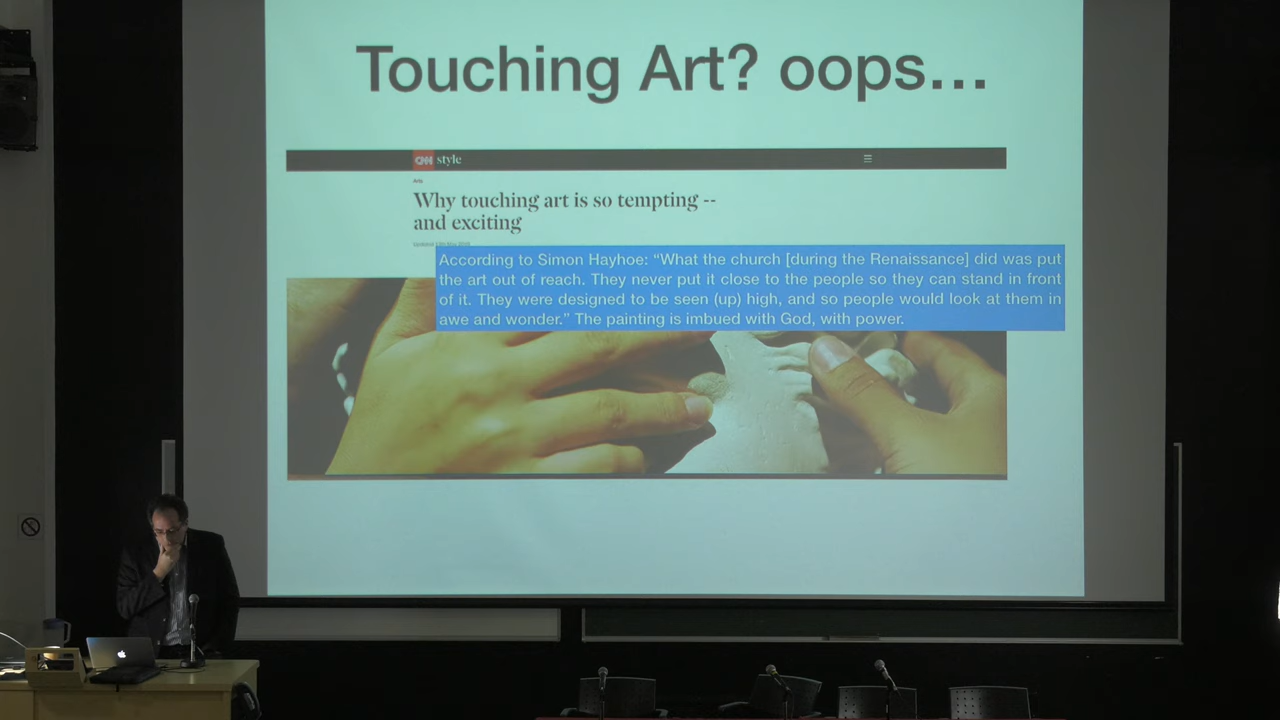 Touching Art? oops…
CNN style
Arts
Why touching art is so tempting --
and exciting
According to Simon Hayhoe: “What the church [during the Renaissance] did was put
the art out of reach. They never put it close to the people so they can stand in front
of it. They were designed to be seen (up) high, and so people would look at them in
awe and wonder.” The painting is imbued with God, with power.